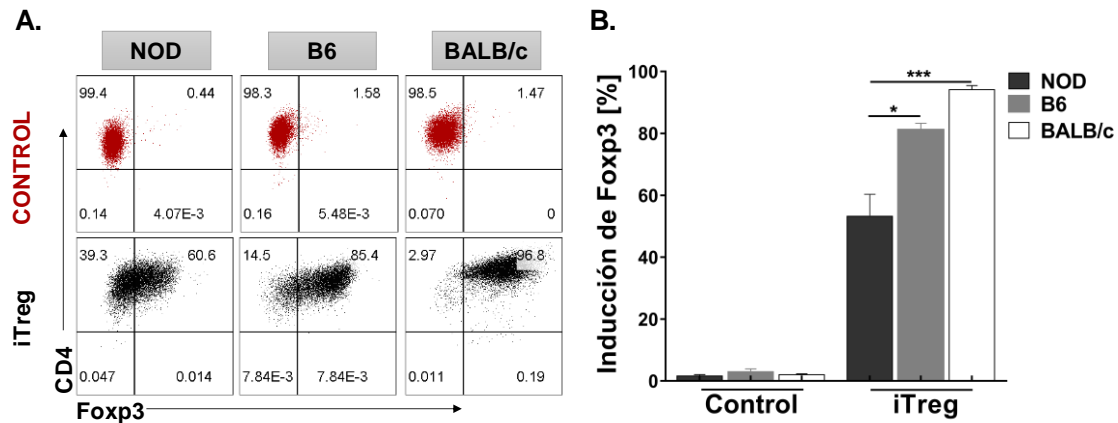 A.
NOD B6 BALB/c
CONTROL
99.4 0.44
0.14 4.07E-3
98.3 1.58
0.16 5.48E-3
98.5 1.47
0.070 0
iTreg
39.3 60.6
0.047 0.014
14.5 85.4
7.84E-3 7.84E-3
2.97 96.8
0.011 0.19
CD4
Foxp3
B.
Inducción de Foxp3 [%]
100
80
60
40
20
0
*** 
*
Control iTreg
NOD
B6
BALB/c